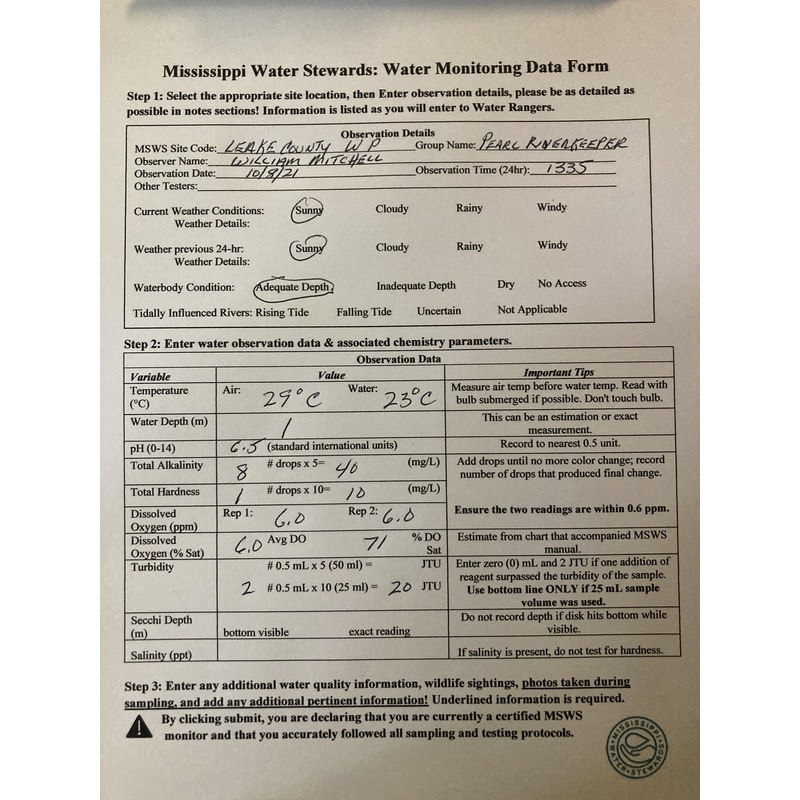 Mississippi Water Stewards: Water Monitoring Data Form
Step 1: Select the appropriate site location, then Enter observation details, please be as detailed as
possible in notes sections! Information is listed as you will enter to Water Rangers.
Observation Details
MSWS Site Code: LEAKE COUNTY WP Group Name: PEARL RIVERKEEPER
Observer Name: WILLIAM MITCHELL
Observation Date: 10/8/21 Observation Time (24hr): 1335
Other Testers:
Current Weather Conditions: Sunny Cloudy Rainy Windy
Weather Details:
Weather previous 24-hr: Sunny Cloudy Rainy Windy
Weather Details:
Waterbody Condition: Adequate Depth Inadequate Depth Dry No Access
Tidally Influenced Rivers: Rising Tide Falling Tide Uncertain Not Applicable
Step 2: Enter water observation data & associated chemistry parameters.
Observation Data
Variable Value Important Tips
Temperature (°C) Air: 29°C Water: 23°C Measure air temp before water temp. Read with
bulb submerged if possible. Don't touch bulb.
Water Depth (m) 1 This can be an estimation or exact
measurement.
pH (0-14) 6.5 (standard international units) Record to nearest 0.5 unit.
Total Alkalinity 8 # drops x 5= 40 (mg/L) Add drops until no more color change; record
number of drops that produced final change.
Total Hardness 1 # drops x 10= 10 (mg/L)
Dissolved Oxygen (ppm) Rep 1: 6.0 Rep 2: 6.0 Ensure the two readings are within 0.6 ppm.
Dissolved Oxygen (% Sat) 6.0 Avg DO 71 % DO Sat Estimate from chart that accompanied MSWS
manual.
Turbidity # 0.5 mL x 5 (50 ml) = JTU Enter zero (0) mL and 2 JTU if one addition of
reagent surpassed the turbidity of the sample.
2 # 0.5 mL x 10 (25 ml) = 20 JTU Use bottom line ONLY if 25 mL sample
volume was used.
Secchi Depth (m) bottom visible exact reading Do not record depth if disk hits bottom while
visible.
Salinity (ppt) If salinity is present, do not test for hardness.
Step 3: Enter any additional water quality information, wildlife sightings, photos taken during
sampling, and add any additional pertinent information! Underlined information is required.
By clicking submit, you are declaring that you are currently a certified MSWS
monitor and that you accurately followed all sampling and testing protocols.
MISSISSIPPI
WATER STEWARDS